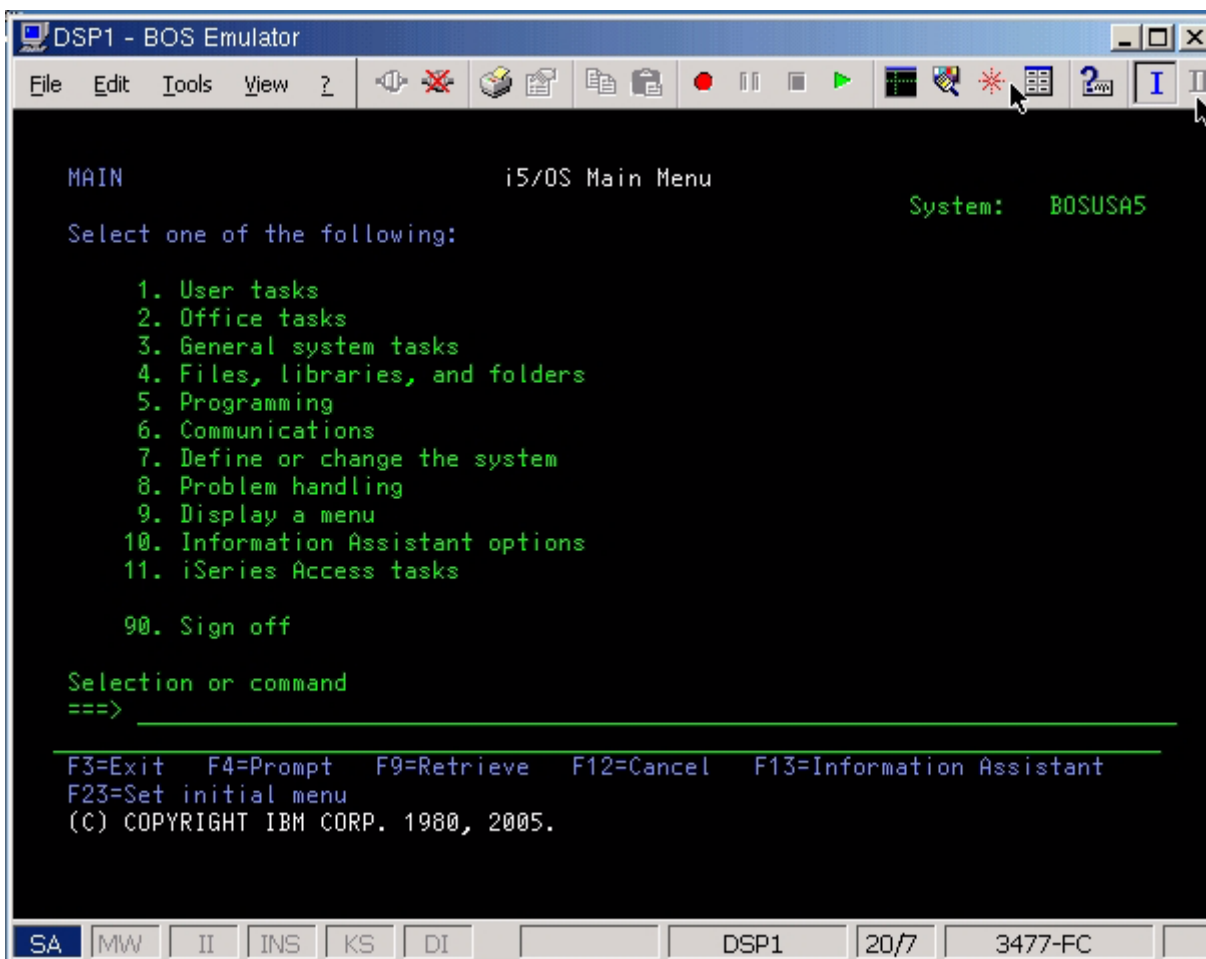 DSP1 - BOS Emulator
File Edit Tools View ?
MAIN i5/OS Main Menu
System: BOSUSA5
Select one of the following:
1. User tasks
2. Office tasks
3. General system tasks
4. Files, libraries, and folders
5. Programming
6. Communications
7. Define or change the system
8. Problem handling
9. Display a menu
10. Information Assistant options
11. iSeries Access tasks
90. Sign off
Selection or command
===>
F3=Exit F4=Prompt F9=Retrieve F12=Cancel F13=Information Assistant
F23=Set initial menu
(C) COPYRIGHT IBM CORP. 1980, 2005.
SA MW II INS KS DI DSP1 20/7 3477-FC